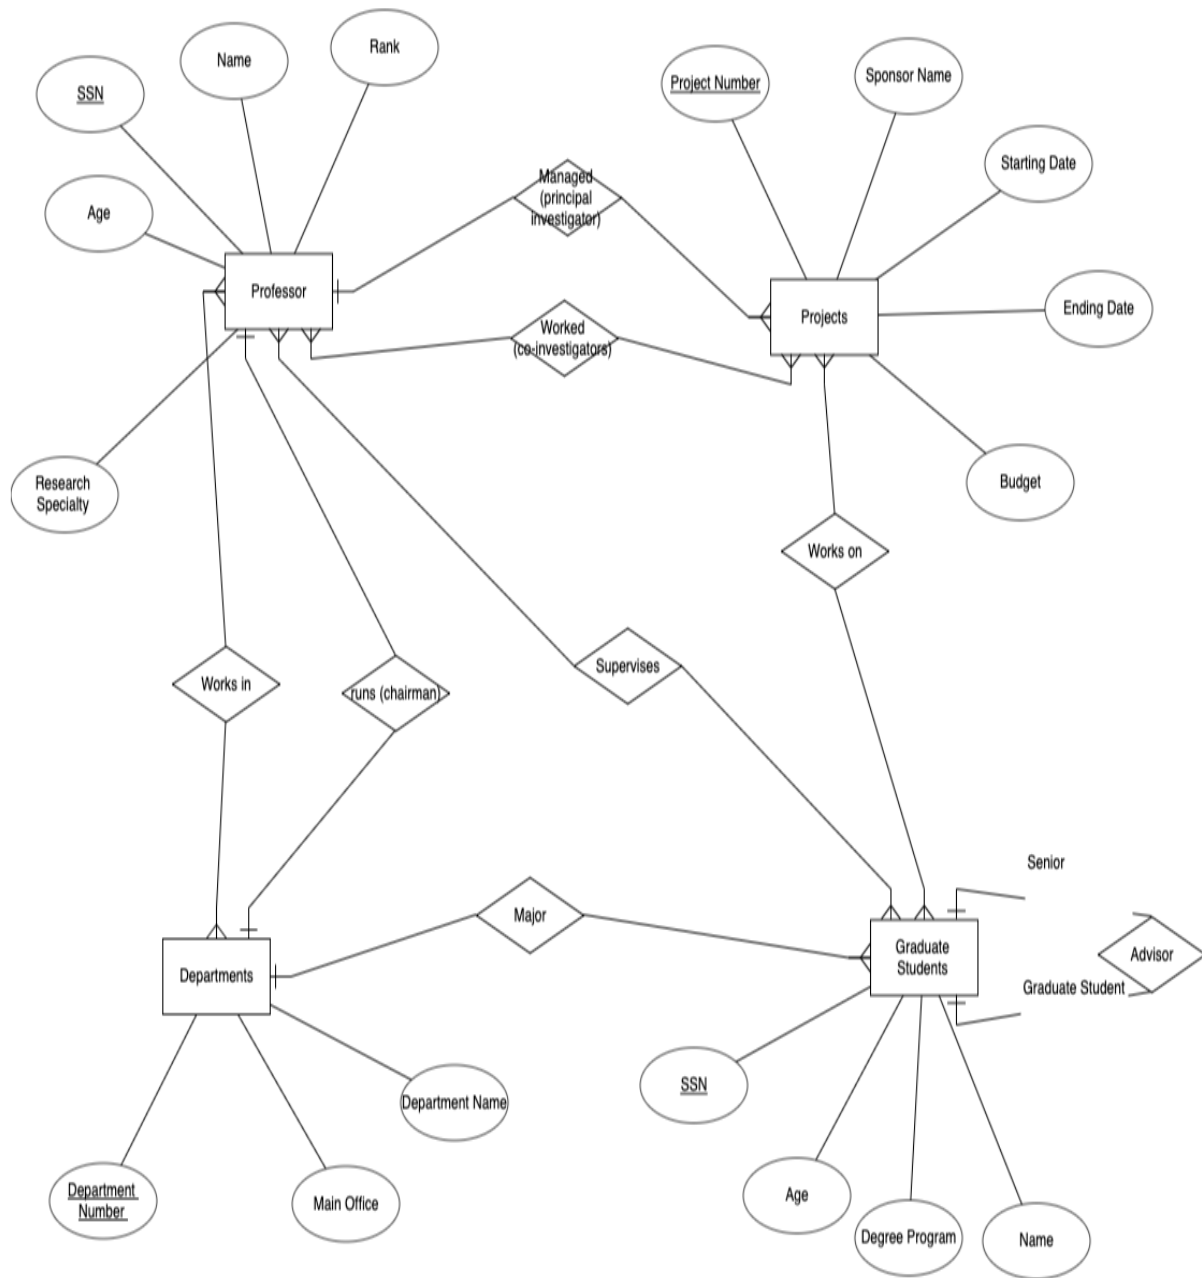 Rank
Name
SSN
Age
Professor
Research
Specialty
Managed
(principal
investigator)
Worked
(co-investigators)
Project Number
Sponsor Name
Starting Date
Ending Date
Projects
Budget
Works on
Works in
runs (chairman)
Supervises
Major
Senior
Graduate
Students
Advisor
Graduate Student
Departments
Department Name
Department
Number
Main Office
SSN
Age
Degree Program
Name